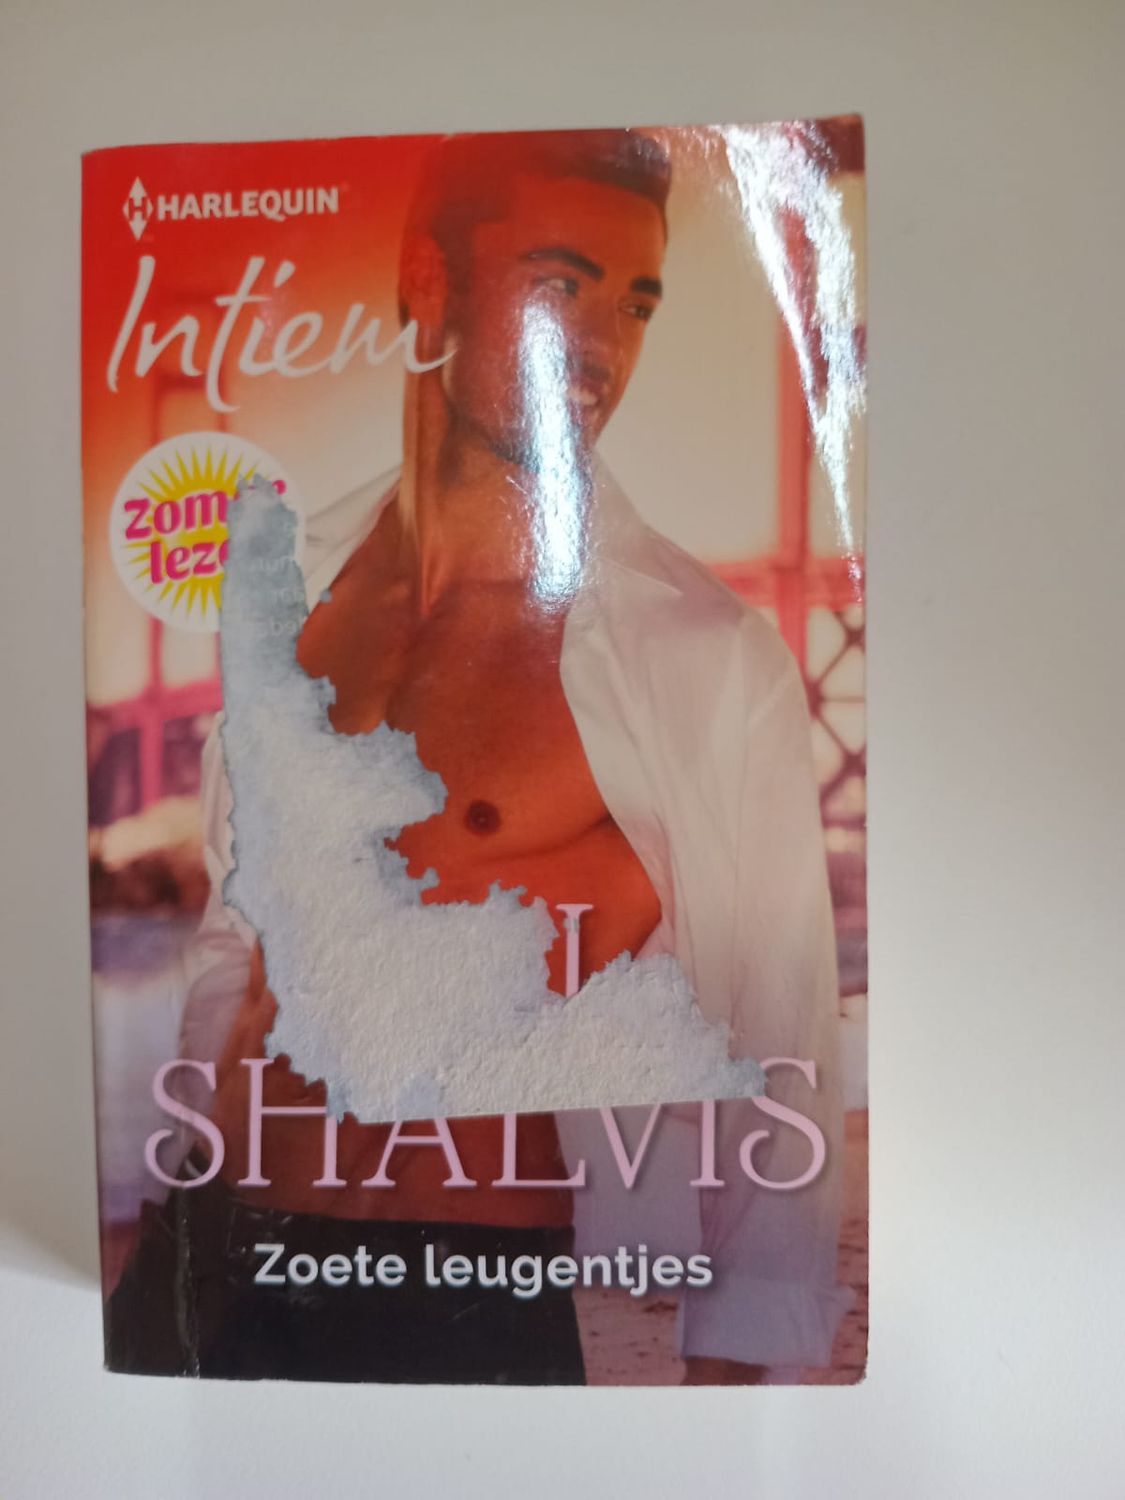 HARLEQUIN
Intiem
SHALVIS
Zoete leugentjes